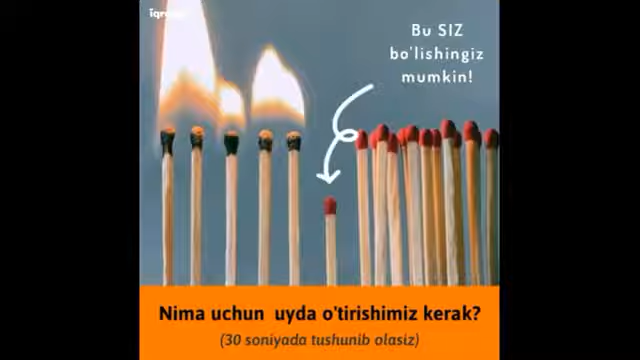 Bu SIZ
bo'lishingiz
mumkin!
Nima uchun uyda o'tirishimiz kerak?
(30 soniyada tushunib olasiz)